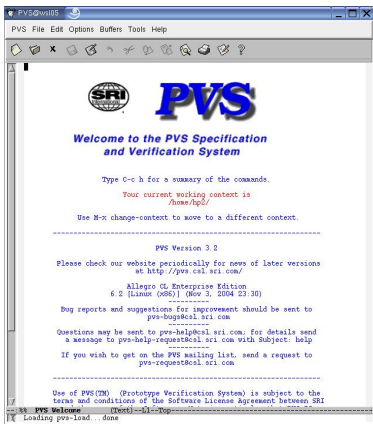 PVS@wsl05
PVS File Edit Options Buffers Tools Help
SRI
International
PVS
Welcome to the PVS Specification
and Verification System
Type C-c h for a summary of the commands.
Your current working context is
/home/hp2/
Use M-x change-context to move to a different context.
----------------------------------------------------------------
PVS Version 3.2
Please check our website periodically for news of later versions
at http://pvs.csl.sri.com/
Allegro CL Enterprise Edition
6.2 [Linux (x86)] (Nov 3, 2004 23:30)
----------
Bug reports and suggestions for improvement should be sent to
pvs-bugs@csl.sri.com
----------
Questions may be sent to pvs-help@csl.sri.com; for details send
a message to pvs-help-request@csl.sri.com with Subject: help
----------
If you wish to get on the PVS mailing list, send a request to
pvs-request@csl.sri.com
----------------------------------------------------------------
Use of PVS(TM) (Prototype Verification System) is subject to the
terms and conditions of the Software License Agreement between SRI
--:%% PVS Welcome (Text)--L1--Top----
Loading pvs-load...done